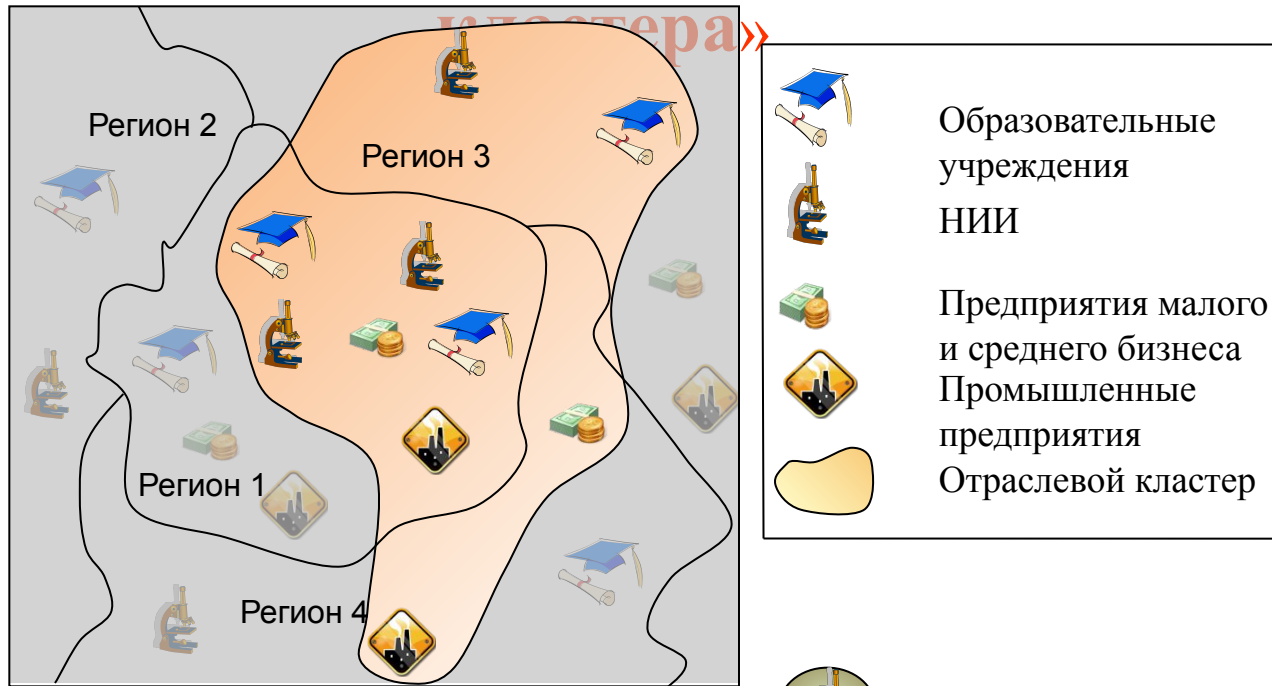 кластера»
Регион 2
Регион 3
Регион 1
Регион 4
Образовательные
учреждения
НИИ
Предприятия малого
и среднего бизнеса
Промышленные
предприятия
Отраслевой кластер